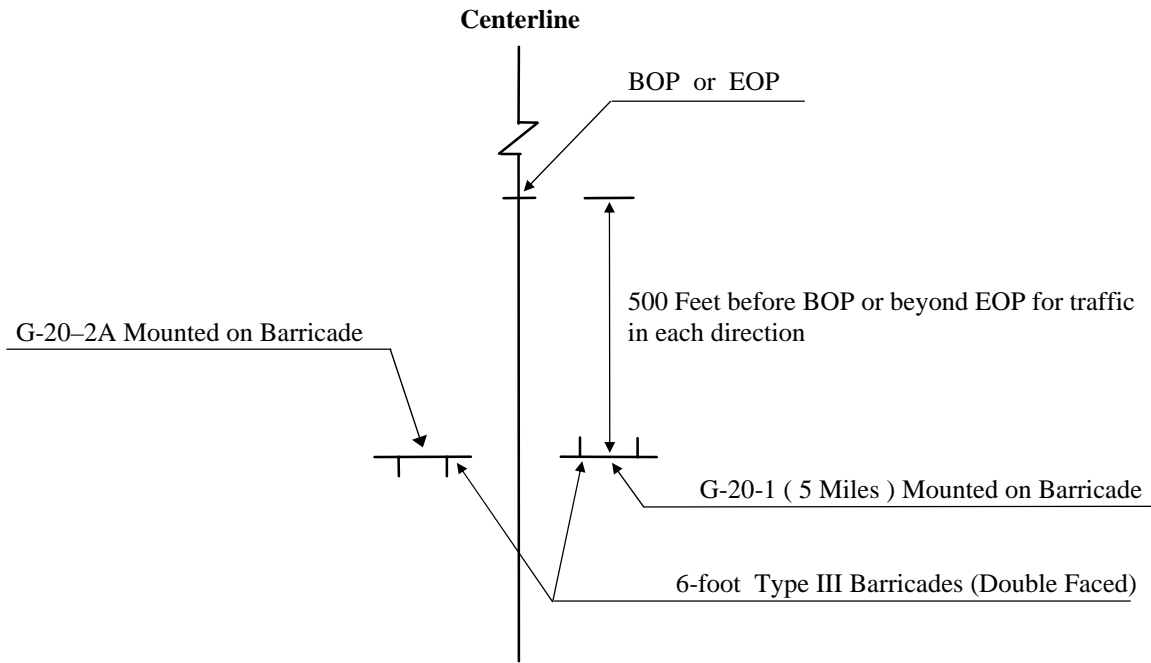 Centerline
BOP or EOP
500 Feet before BOP or beyond EOP for traffic
in each direction
G-20–2A Mounted on Barricade
G-20-1 ( 5 Miles ) Mounted on Barricade
6-foot Type III Barricades (Double Faced)